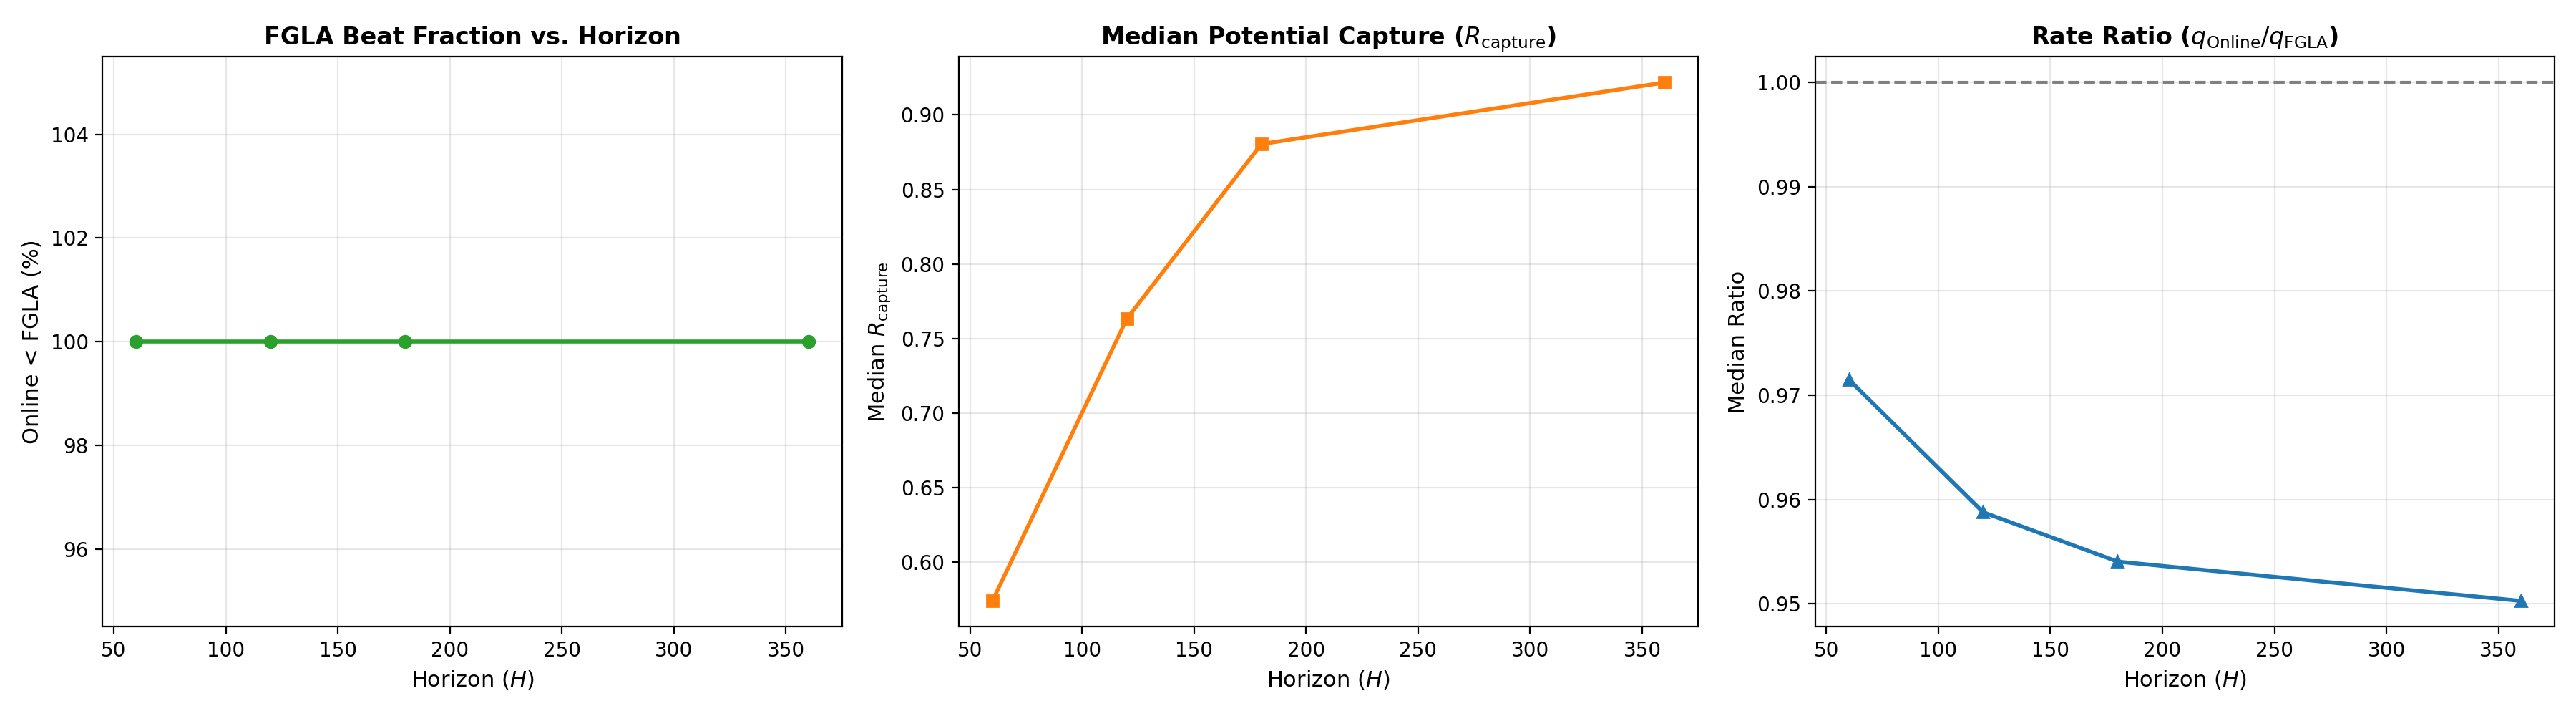 FGLA Beat Fraction vs. Horizon
Online < FGLA (%)
104
102
100
98
96
50 100 150 200 250 300 350
Horizon (H)
Median Potential Capture (R_capture)
Median R_capture
0.90
0.85
0.80
0.75
0.70
0.65
0.60
50 100 150 200 250 300 350
Horizon (H)
Rate Ratio (q_Online/q_FGLA)
Median Ratio
1.00
0.99
0.98
0.97
0.96
0.95
50 100 150 200 250 300 350
Horizon (H)